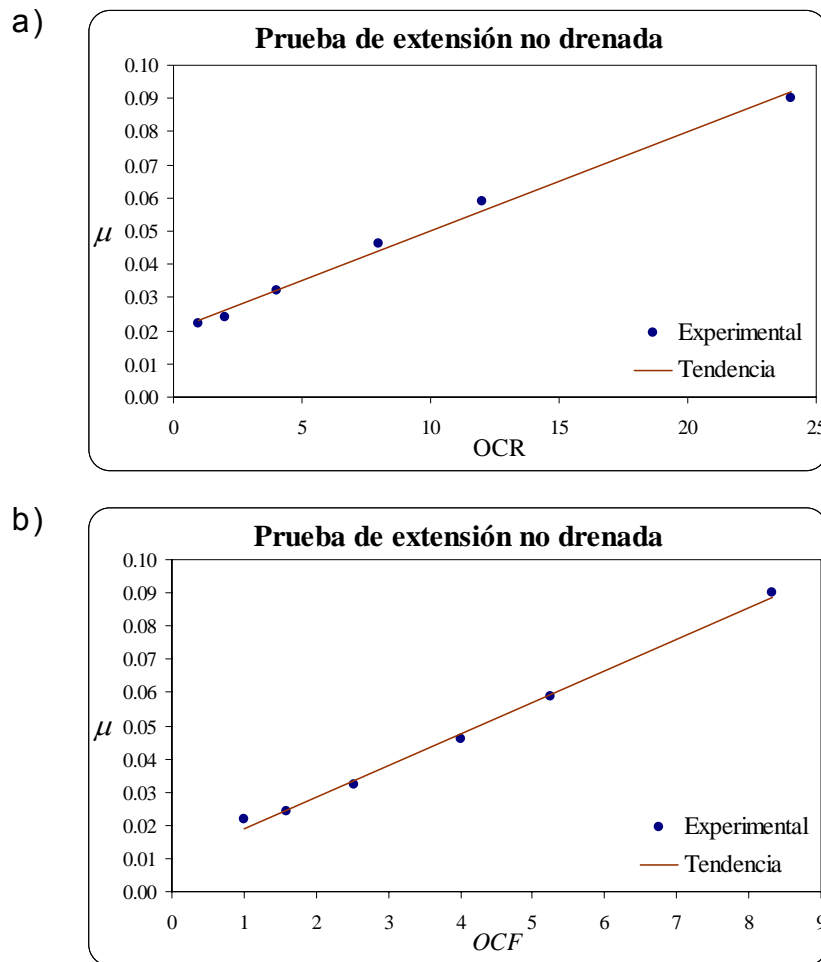 a)
Prueba de extensión no drenada
0.10
0.09
0.08
0.07
0.06
0.05
μ
0.04
0.03
0.02
0.01
0.00
Experimental
Tendencia
0 5 10 15 20 25
OCR
b)
Prueba de extensión no drenada
0.10
0.09
0.08
0.07
0.06
0.05
μ
0.04
0.03
0.02
0.01
0.00
Experimental
Tendencia
0 1 2 3 4 5 6 7 8 9
OCF